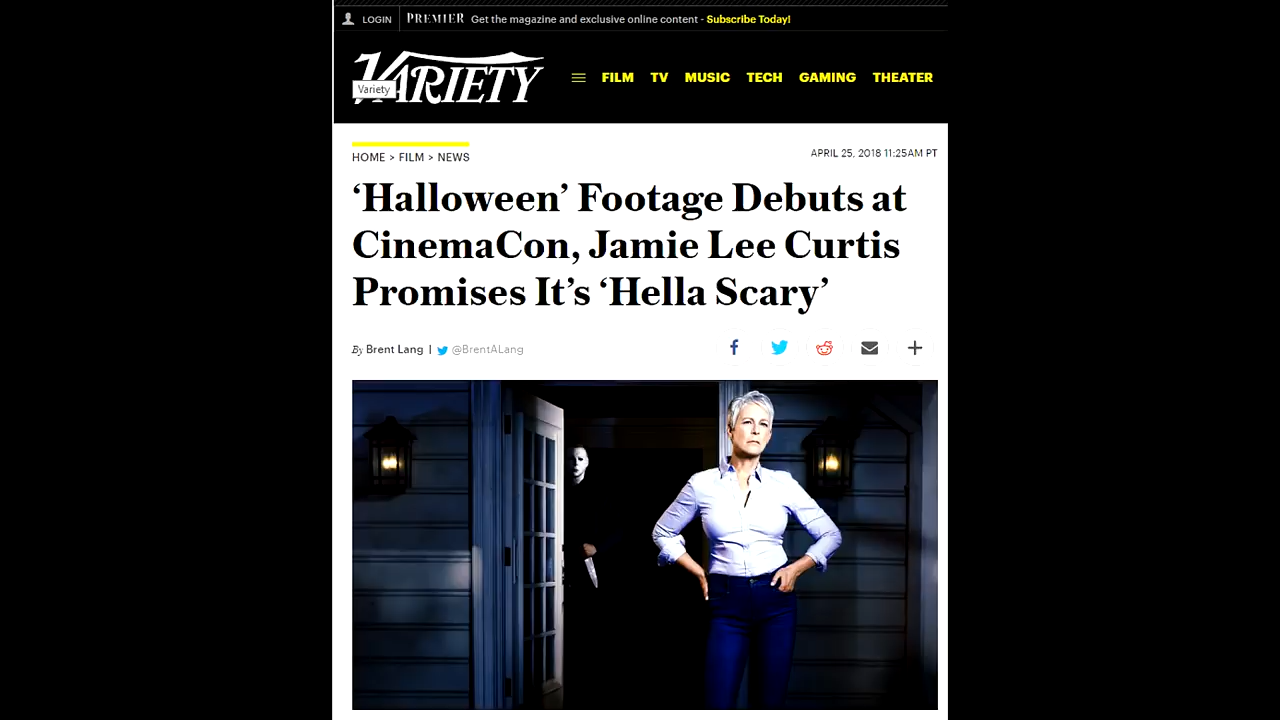 LOGIN PREMIER Get the magazine and exclusive online content - Subscribe Today!
VARIETY
Variety
FILM TV MUSIC TECH GAMING THEATER
HOME > FILM > NEWS
APRIL 25, 2018 11:25AM PT
‘Halloween’ Footage Debuts at
CinemaCon, Jamie Lee Curtis
Promises It’s ‘Hella Scary’
By Brent Lang | @BrentALang